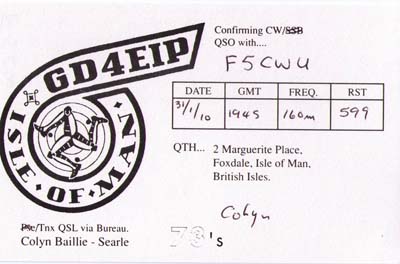 GD4EIP
ISLE · OF · MAN ·
Confirming CW/SSB
QSO with....
F5CWU
DATE GMT FREQ. RST
31/1/10 1945 160m 599
QTH... 2 Marguerite Place,
Foxdale, Isle of Man,
British Isles.
Colyn
Pse/Tnx QSL via Bureau.
Colyn Baillie - Searle
73's